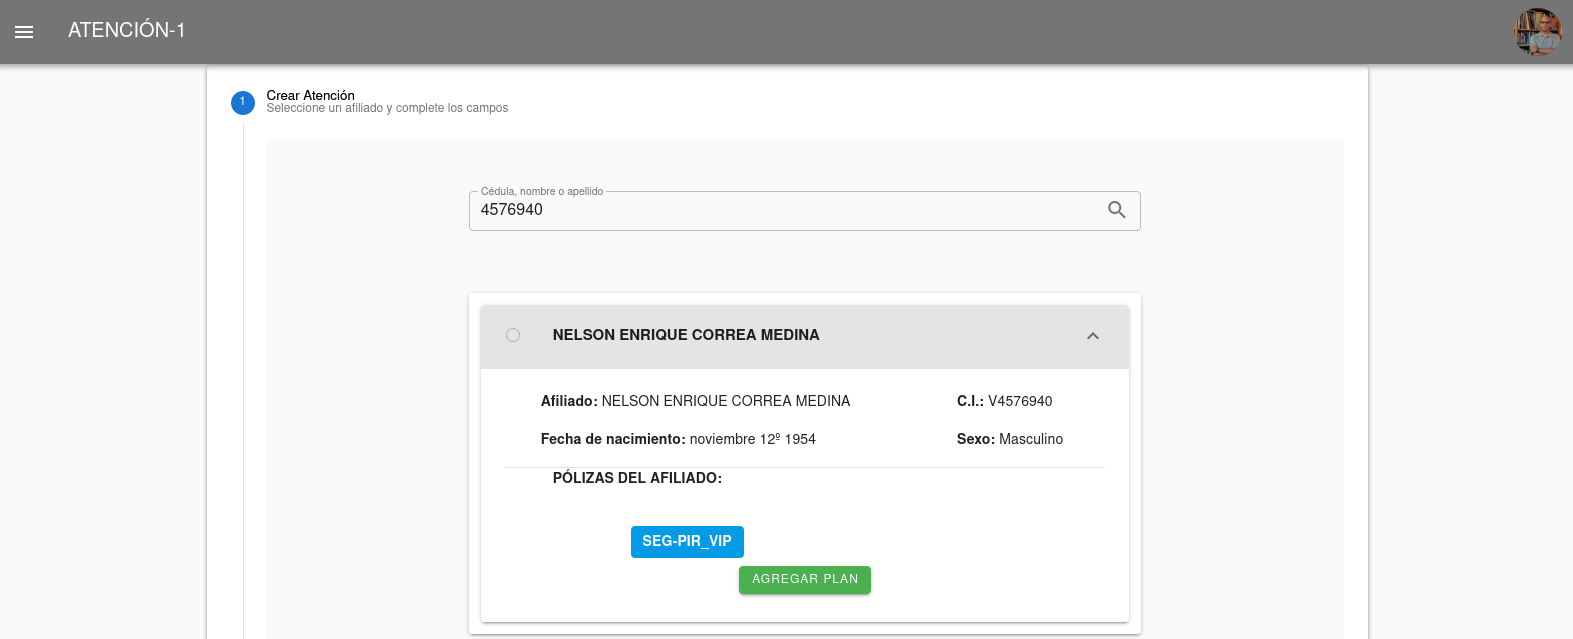 ATENCIÓN-1
1
Crear Atención
Seleccione un afiliado y complete los campos
Cédula, nombre o apellido
4576940
NELSON ENRIQUE CORREA MEDINA
Afiliado: NELSON ENRIQUE CORREA MEDINA C.I.: V4576940
Fecha de nacimiento: noviembre 12º 1954 Sexo: Masculino
PÓLIZAS DEL AFILIADO:
SEG-PIR_VIP
AGREGAR PLAN